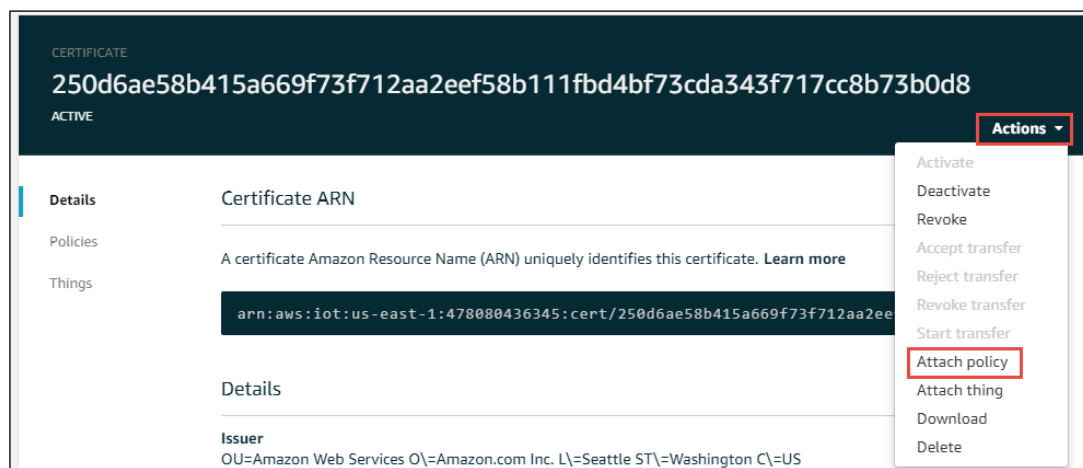 CERTIFICATE
250d6ae58b415a669f73f712aa2eef58b111fbd4bf73cda343f717cc8b73b0d8
ACTIVE
Actions
Activate
Deactivate
Revoke
Accept transfer
Reject transfer
Revoke transfer
Start transfer
Attach policy
Attach thing
Download
Delete
Details
Policies
Things
Certificate ARN
A certificate Amazon Resource Name (ARN) uniquely identifies this certificate. Learn more
arn:aws:iot:us-east-1:478080436345:cert/250d6ae58b415a669f73f712aa2ee
Details
Issuer
OU=Amazon Web Services O\=Amazon.com Inc. L\=Seattle ST\=Washington C\=US